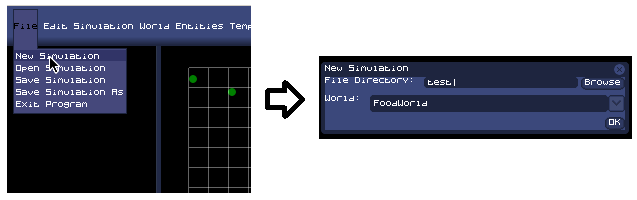 File Edit Simulation World Entities Temp
New Simulation
Open Simulation
Save Simulation
Save Simulation As
Exit Program
New Simulation
File Directory: test| Browse
World: FoodWorld
OK